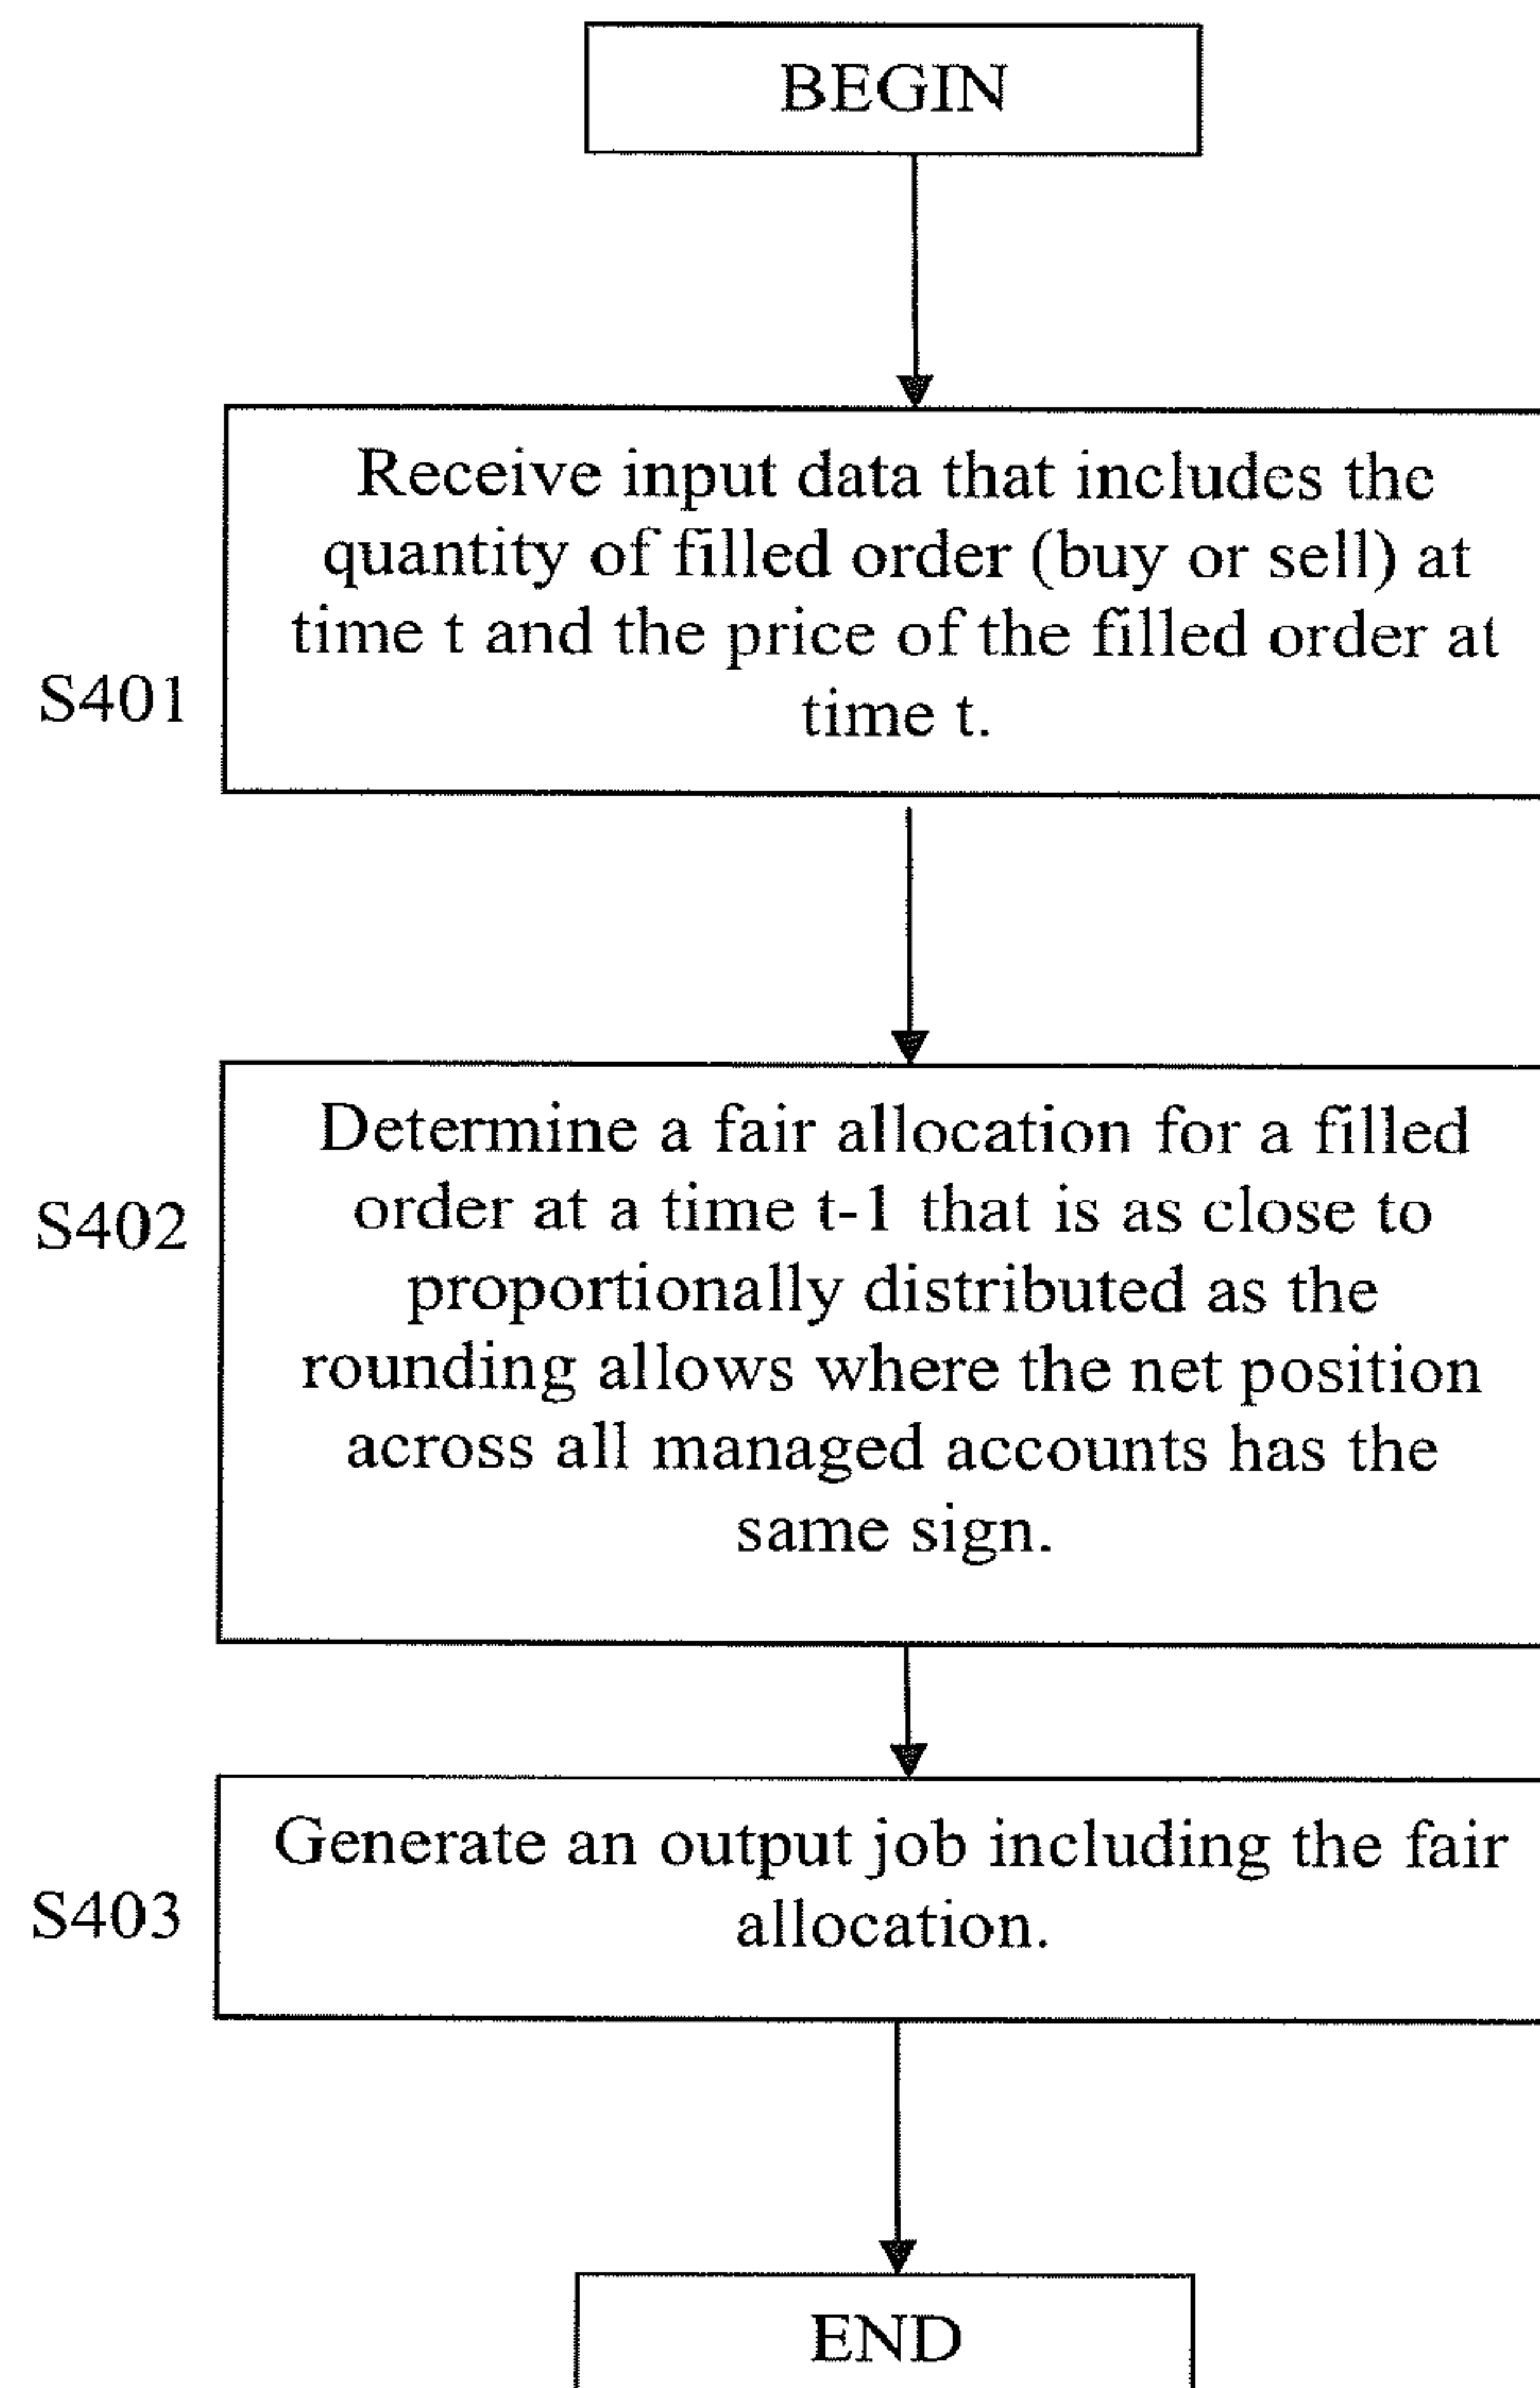 BEGIN
Receive input data that includes the
quantity of filled order (buy or sell) at
time t and the price of the filled order at
time t.
S401
Determine a fair allocation for a filled
order at a time t-1 that is as close to
proportionally distributed as the
rounding allows where the net position
across all managed accounts has the
same sign.
S402
Generate an output job including the fair
allocation.
S403
END